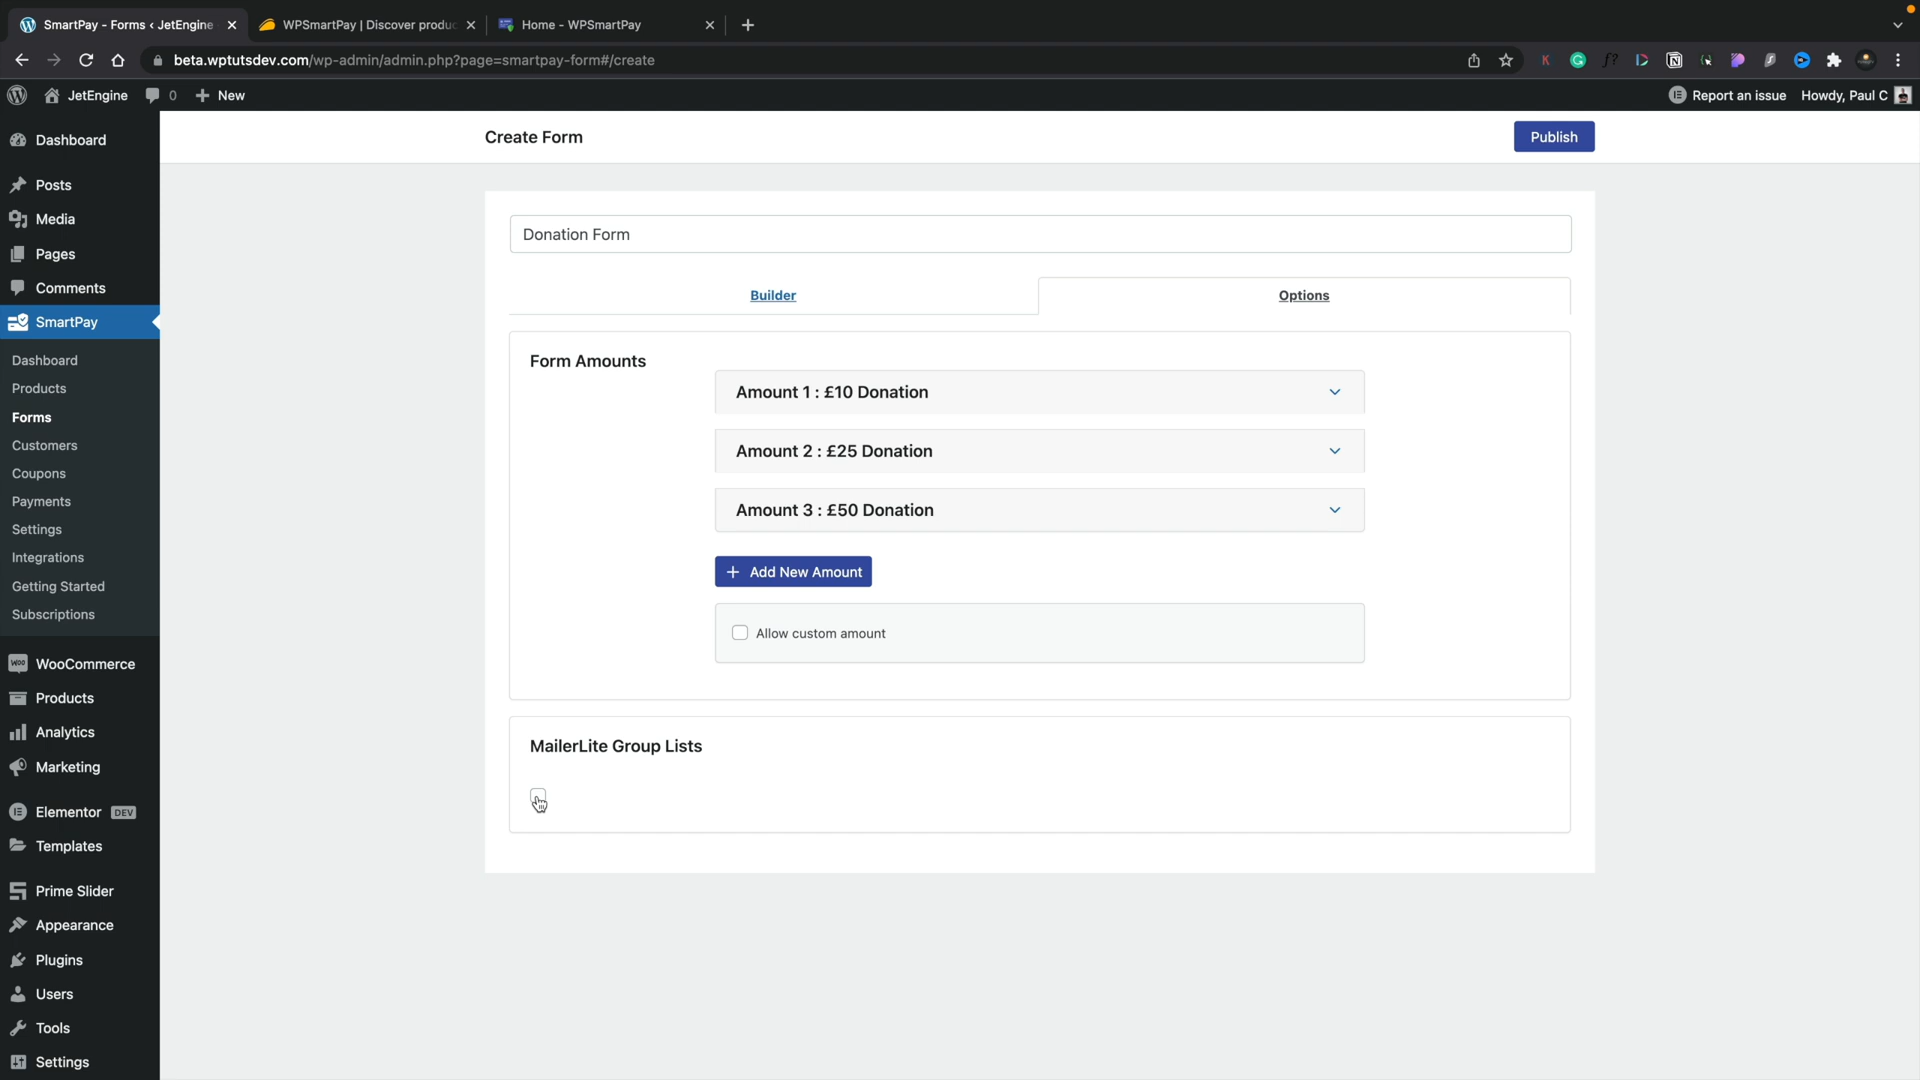 SmartPay - Forms ‹ JetEngine
WPSmartPay | Discover produc
Home - WPSmartPay
beta.wptutsdev.com/wp-admin/admin.php?page=smartpay-form#/create
JetEngine
0
New
Report an issue
Howdy, Paul C
Dashboard
Posts
Media
Pages
Comments
SmartPay
Dashboard
Products
Forms
Customers
Coupons
Payments
Settings
Integrations
Getting Started
Subscriptions
WooCommerce
Products
Analytics
Marketing
Elementor DEV
Templates
Prime Slider
Appearance
Plugins
Users
Tools
Settings
Create Form
Publish
Donation Form
Builder
Options
Form Amounts
Amount 1 : £10 Donation
Amount 2 : £25 Donation
Amount 3 : £50 Donation
Add New Amount
Allow custom amount
MailerLite Group Lists